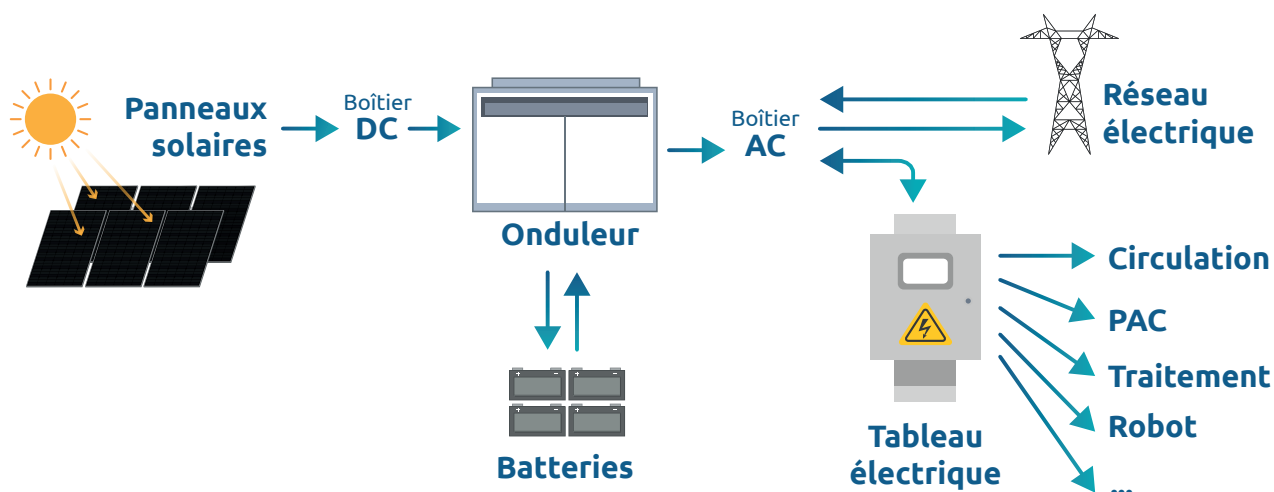 Panneaux
solaires
Boîtier
DC
Onduleur
Batteries
Boîtier
AC
Réseau
électrique
Tableau
électrique
Circulation
PAC
Traitement
Robot
...